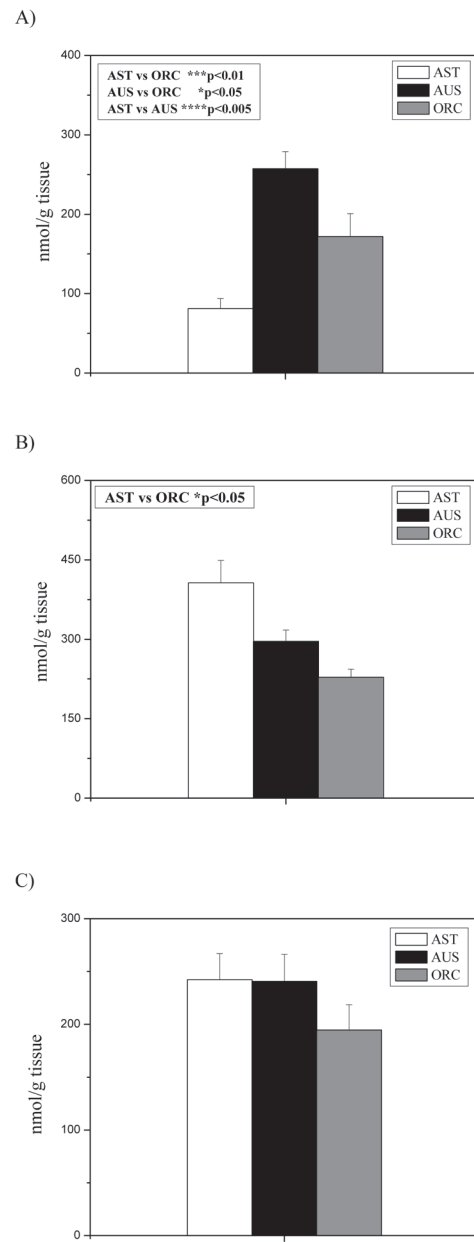 A)
400
300
200
100
0
nmol/g tissue
AST vs ORC ***p<0.01
AUS vs ORC *p<0.05
AST vs AUS ****p<0.005
AST
AUS
ORC
B)
600
450
300
150
0
nmol/g tissue
AST vs ORC *p<0.05
AST
AUS
ORC
C)
300
200
100
0
nmol/g tissue
AST
AUS
ORC